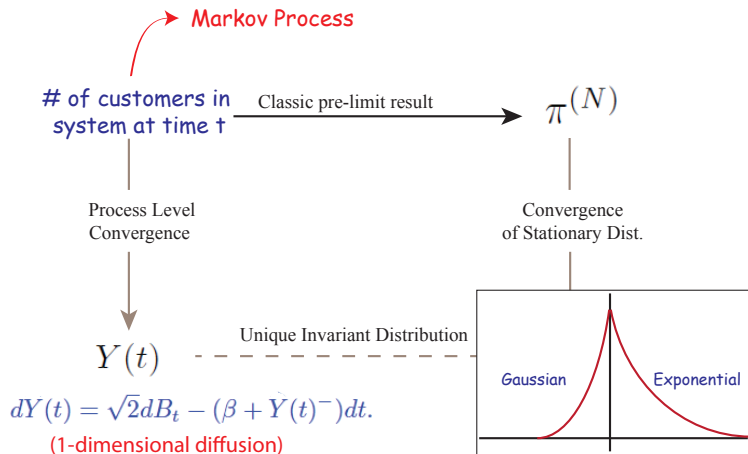 Markov Process
# of customers in
system at time t
Classic pre-limit result
π^(N)
Process Level
Convergence
Convergence
of Stationary Dist.
Y(t)
Unique Invariant Distribution
Gaussian
Exponential
dY(t) = √2dB_t − (β + Y(t)^−)dt.
(1-dimensional diffusion)